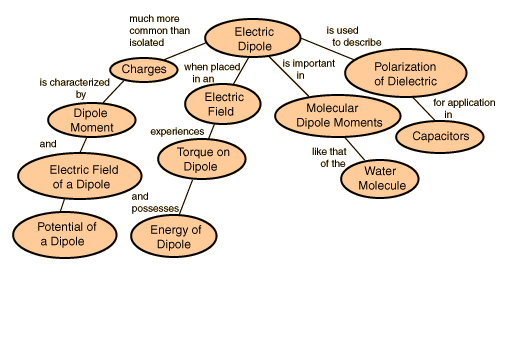 much more
common than
isolated
Electric
Dipole
is used
to describe
Charges
when placed
in an
is important
in
Polarization
of Dielectric
is characterized
by
Electric
Field
Molecular
Dipole Moments
for application
in
Dipole
Moment
experiences
Capacitors
and
Torque on
Dipole
like that
of the
Water
Molecule
Electric Field
of a Dipole
and
possesses
Potential of
a Dipole
Energy of
Dipole